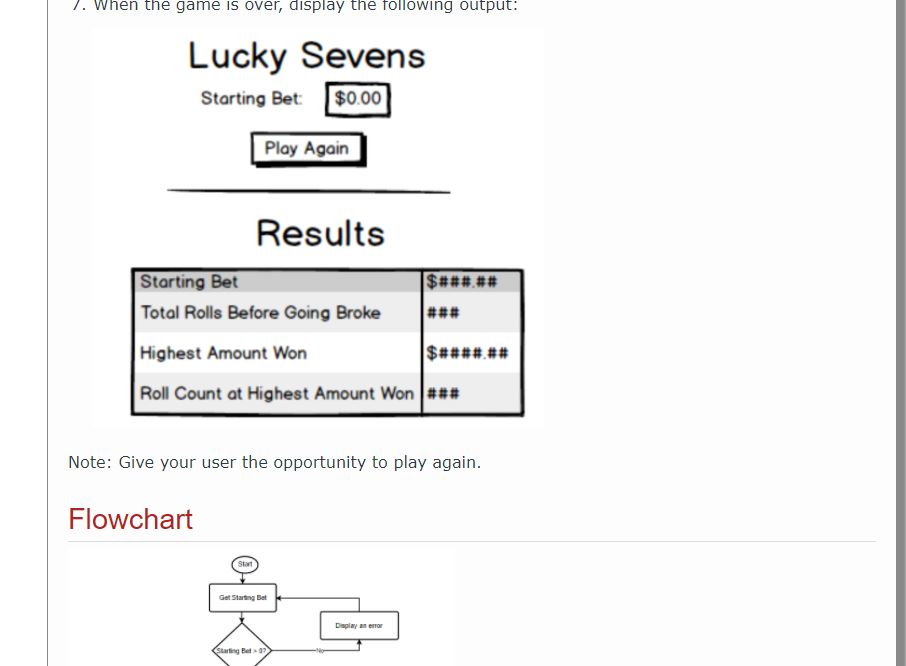 7. When the game is over, display the following output:
Lucky Sevens
Starting Bet: $0.00
Play Again
Results
Starting Bet $###.##
Total Rolls Before Going Broke ###
Highest Amount Won $####.##
Roll Count at Highest Amount Won ###
Note: Give your user the opportunity to play again.
Flowchart
Start
Get Starting Bet
Display an error
Starting Bet > 0? No